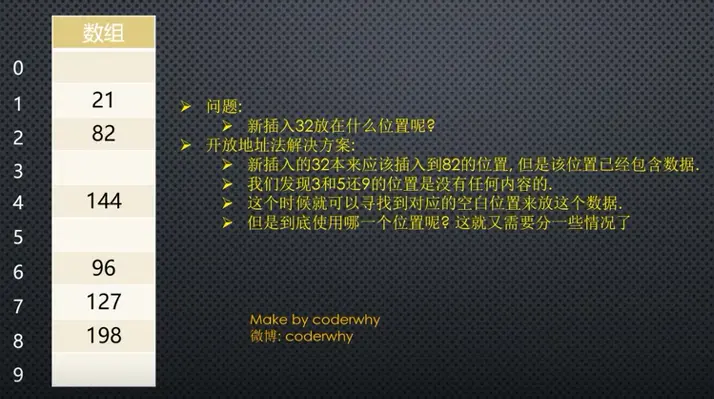 数组
0
1 21
2 82
3
4 144
5
6 96
7 127
8 198
9
➢ 问题:
➢ 新插入32放在什么位置呢?
➢ 开放地址法解决方案:
➢ 新插入的32本来应该插入到82的位置, 但是该位置已经包含数据.
➢ 我们发现3和5还9的位置是没有任何内容的.
➢ 这个时候就可以寻找到对应的空白位置来放这个数据.
➢ 但是到底使用哪一个位置呢? 这就又需要分一些情况了
Make by coderwhy
微博: coderwhy